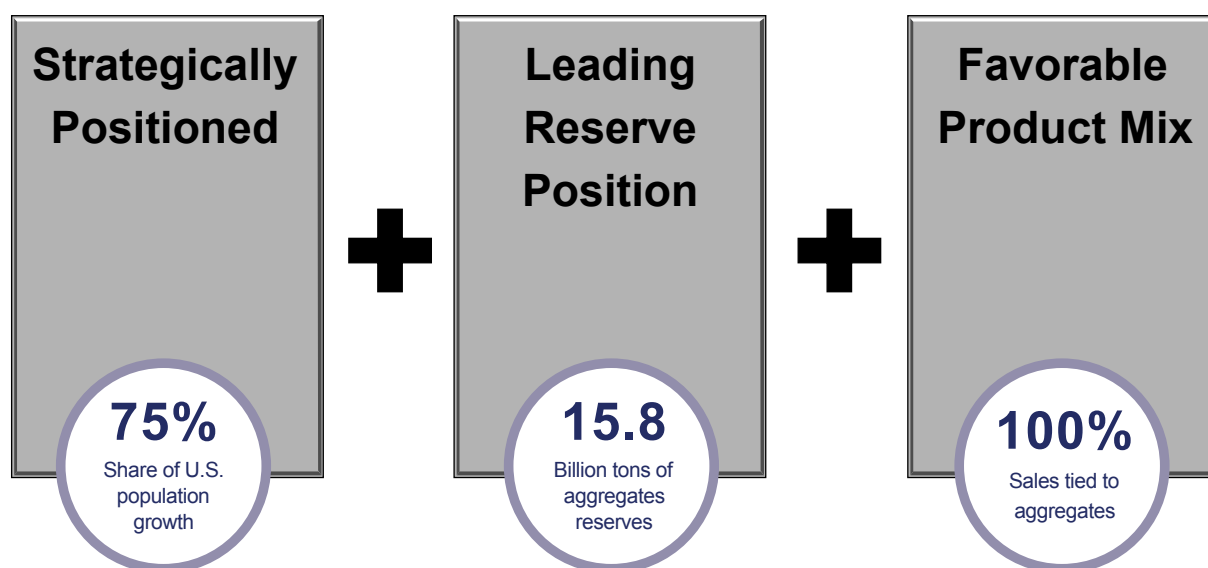 Strategically
Positioned
75%
Share of U.S.
population
growth
Leading
Reserve
Position
15.8
Billion tons of
aggregates
reserves
Favorable
Product Mix
100%
Sales tied to
aggregates